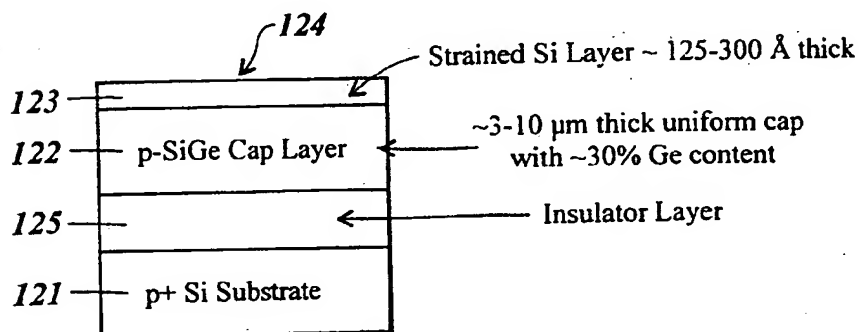 124
Strained Si Layer ~ 125-300 Å thick
123
122
p-SiGe Cap Layer
~3-10 µm thick uniform cap
with ~30% Ge content
125
Insulator Layer
121
p+ Si Substrate